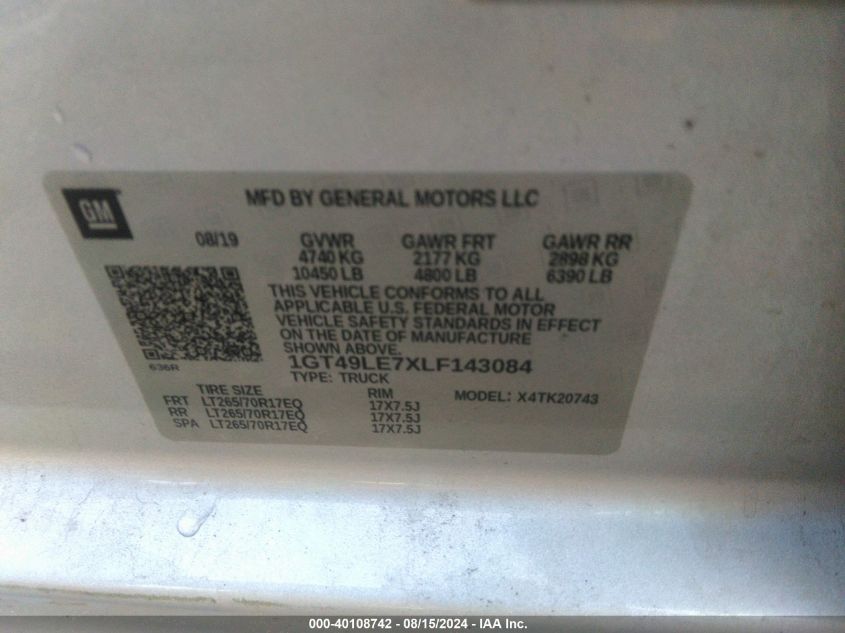 GM
MFD BY GENERAL MOTORS LLC
08/19 GVWR GAWR FRT GAWR RR
4740 KG 2177 KG 2898 KG
10450 LB 4800 LB 6390 LB
THIS VEHICLE CONFORMS TO ALL
APPLICABLE U.S. FEDERAL MOTOR
VEHICLE SAFETY STANDARDS IN EFFECT
ON THE DATE OF MANUFACTURE
SHOWN ABOVE.
636R
1GT49LE7XLF143084
TYPE: TRUCK
TIRE SIZE RIM MODEL: X4TK20743
FRT LT265/70R17EQ 17X7.5J
RR LT265/70R17EQ 17X7.5J
SPA LT265/70R17EQ 17X7.5J
000-40108742 - 08/15/2024 - IAA Inc.